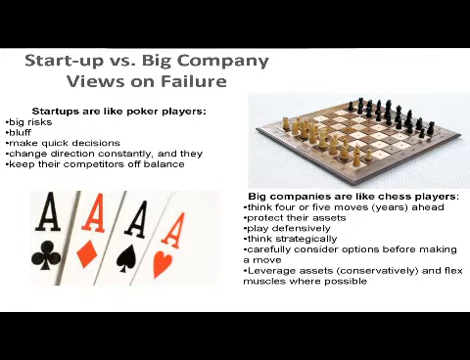 Start-up vs. Big Company
Views on Failure
Startups are like poker players:
•big risks
•bluff
•make quick decisions
•change direction constantly, and they
•keep their competitors off balance
A A A A
Big companies are like chess players:
•think four or five moves (years) ahead
•protect their assets
•play defensively
•think strategically
•carefully consider options before making
a move
•Leverage assets (conservatively) and flex
muscles where possible